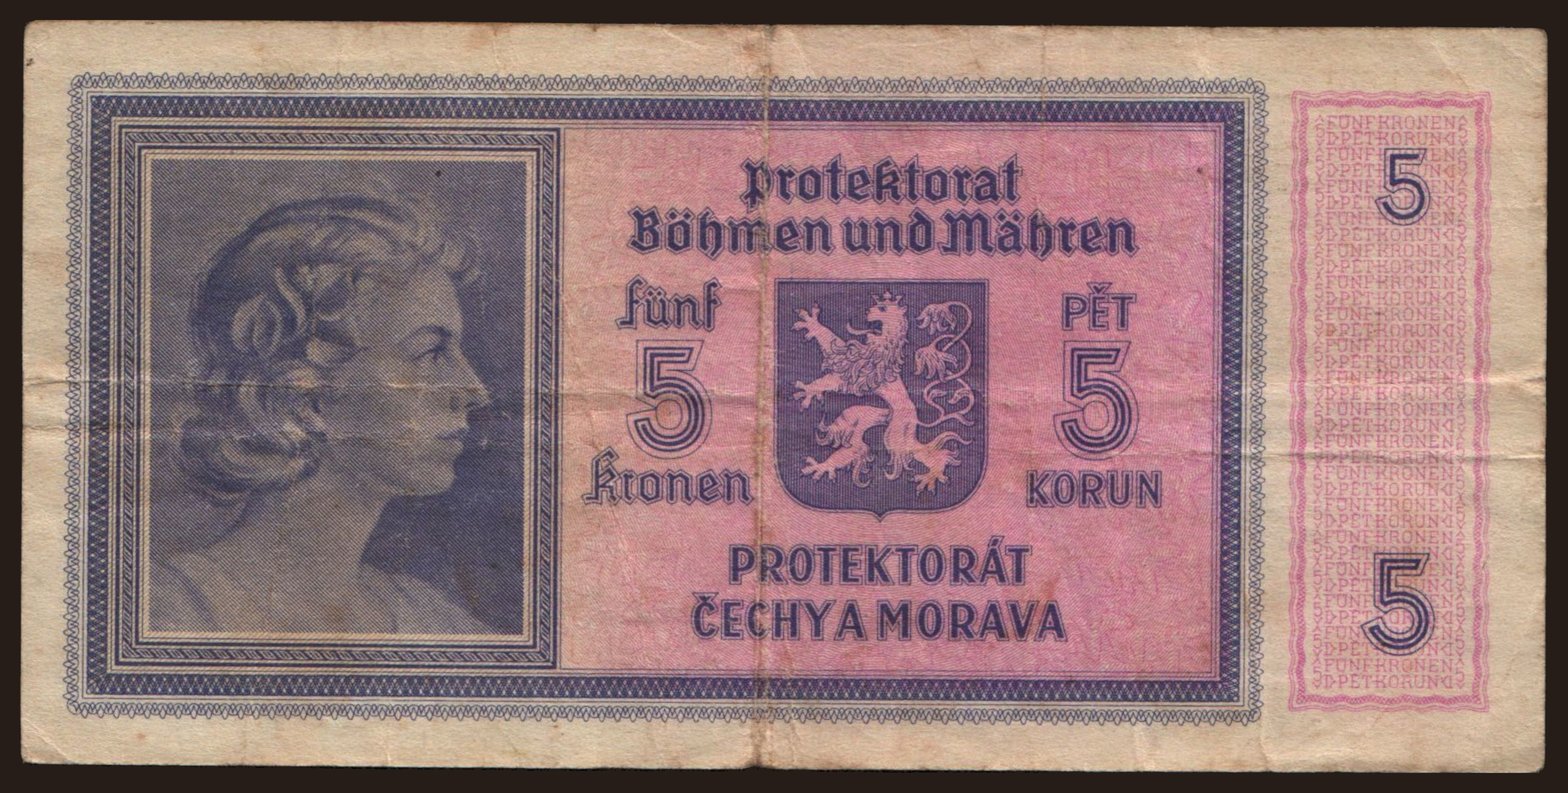 Protektorat
Böhmen und Mähren
fünf
5
Kronen
PĚT
5
KORUN
PROTEKTORÁT
ČECHY A MORAVA
5
5